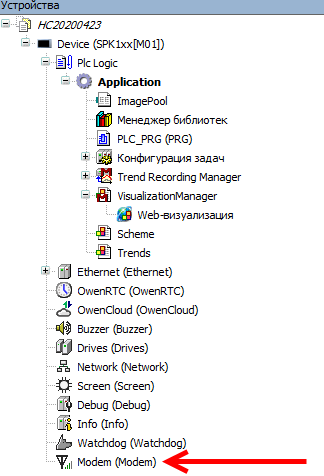 Устройства
HC20200423
Device (SPK1xx[M01])
Plc Logic
Application
ImagePool
Менеджер библиотек
PLC_PRG (PRG)
Конфигурация задач
Trend Recording Manager
VisualizationManager
Web-визуализация
Scheme
Trends
Ethernet (Ethernet)
OwenRTC (OwenRTC)
OwenCloud (OwenCloud)
Buzzer (Buzzer)
Drives (Drives)
Network (Network)
Screen (Screen)
Debug (Debug)
Info (Info)
Watchdog (Watchdog)
Modem (Modem)